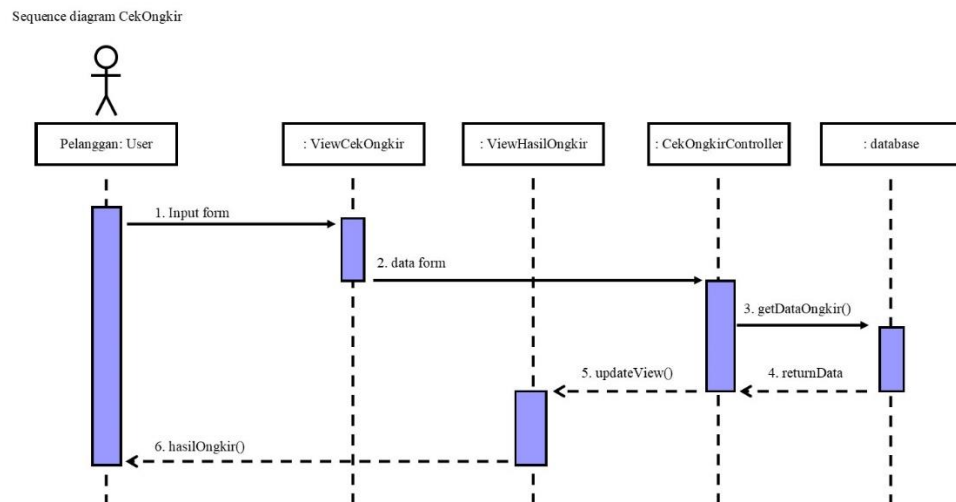 Sequence diagram CekOngkir
Pelanggan: User
: ViewCekOngkir
: ViewHasilOngkir
: CekOngkirController
: database
1. Input form
2. data form
3. getDataOngkir()
5. updateView()
4. returnData
6. hasilOngkir()